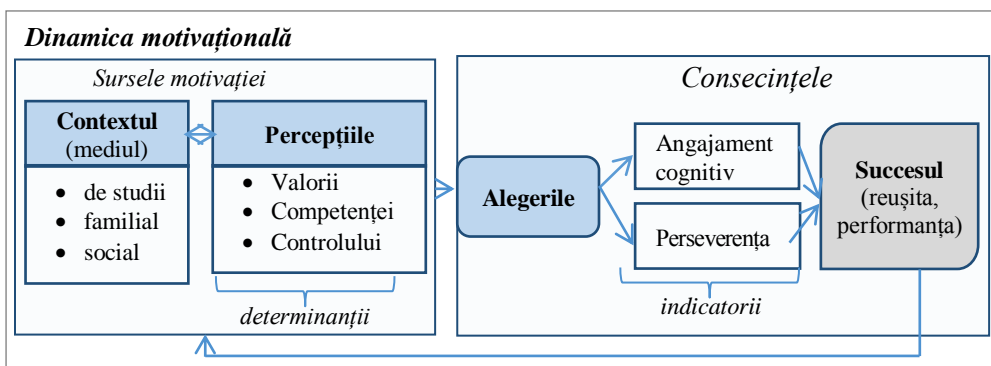 Dinamica motivațională
Sursele motivației
Contextul
(mediul)
• de studii
• familial
• social
Percepțiile
• Valorii
• Competenței
• Controlului
determinanții
Consecințele
Alegerile
Angajament
cognitiv
Perseverența
indicatorii
Succesul
(reușita,
performanța)